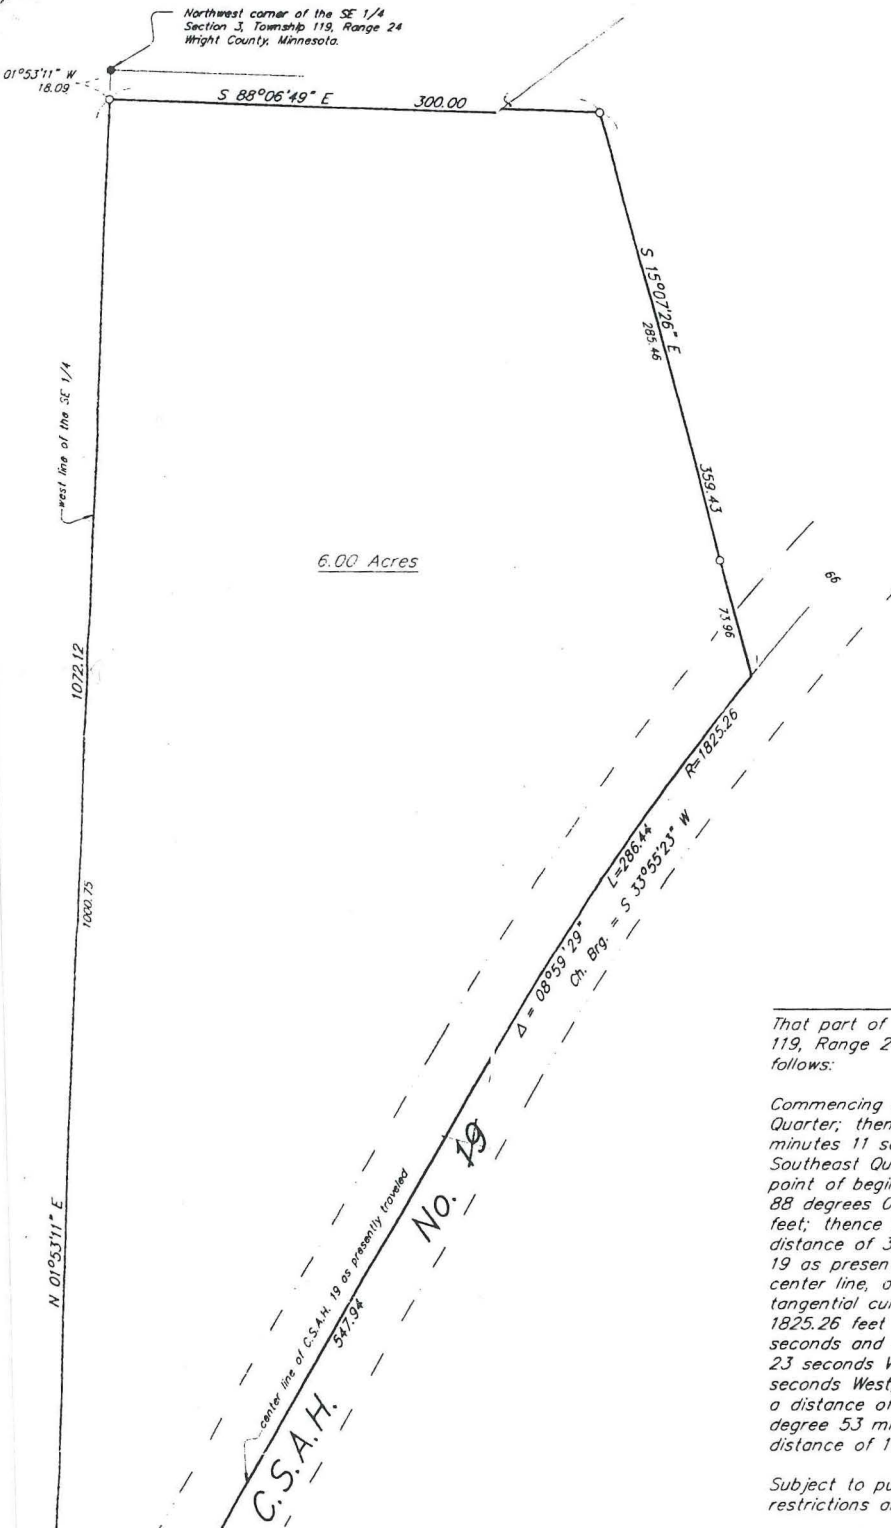 Northwest corner of the SE 1/4
Section 3, Township 119, Range 24
Wright County, Minnesota.
01°53'11" W
18.09
S 88°06'49" E
300.00
S 15°07'26" E
285.46
359.43
73.96
66
west line of the SE 1/4
6.00 Acres
1072.12
1000.75
N 01°53'11" E
R=1825.26
L=286.44
Δ = 08°59'29"
Ch. Brg. = S 33°55'23" W
center line of C.S.A.H. 19 as presently traveled
547.94
C.S.A.H. No. 19
That part of
119, Range 2
follows:
Commencing
Quarter; then
minutes 11 s
Southeast Qu
point of begi
88 degrees 0
feet; thence
distance of 3
19 as presen
center line, a
tangential cu
1825.26 feet
seconds and
23 seconds W
seconds West
a distance o
degree 53 m
distance of 1
Subject to pu
restrictions o